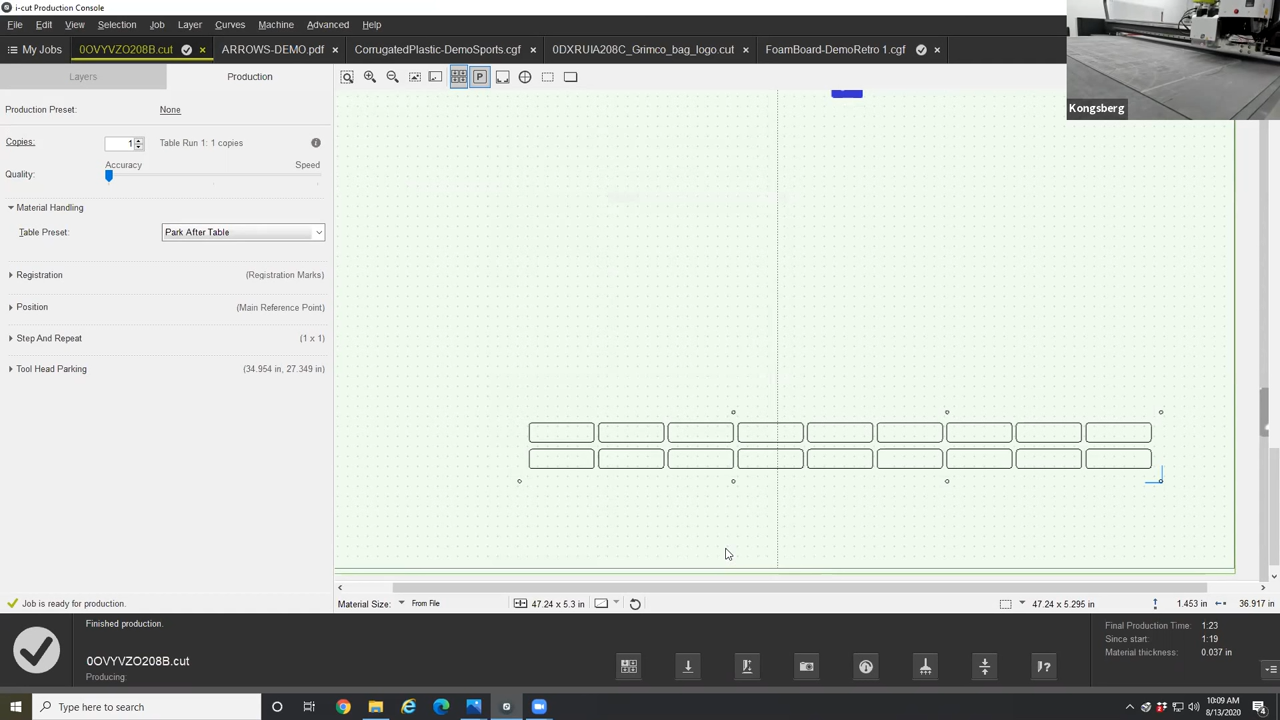 i-cut Production Console
File Edit View Selection Job Layer Curves Machine Advanced Help
My Jobs 0OVYVZO208B.cut × ARROWS-DEMO.pdf × CorrugatedPlastic-DemoSports.cgf × 0DXRUIA208C_Grimco_bag_logo.cut × FoamBoard-DemoRetro 1.cgf ×
Layers Production
P
Kongsberg
Production Preset: None
Copies: 1 Table Run 1: 1 copies
Accuracy Speed
Quality:
Material Handling
Table Preset: Park After Table
Registration (Registration Marks)
Position (Main Reference Point)
Step And Repeat (1 x 1)
Tool Head Parking (34.954 in, 27.349 in)
Job is ready for production. Material Size: From File 47.24 x 5.3 in 47.24 x 5.295 in 1.453 in 36.917 in
Finished production.
0OVYVZO208B.cut
Producing:
Final Production Time: 1:23
Since start: 1:19
Material thickness: 0.037 in
Type here to search
10:09 AM
8/13/2020
4